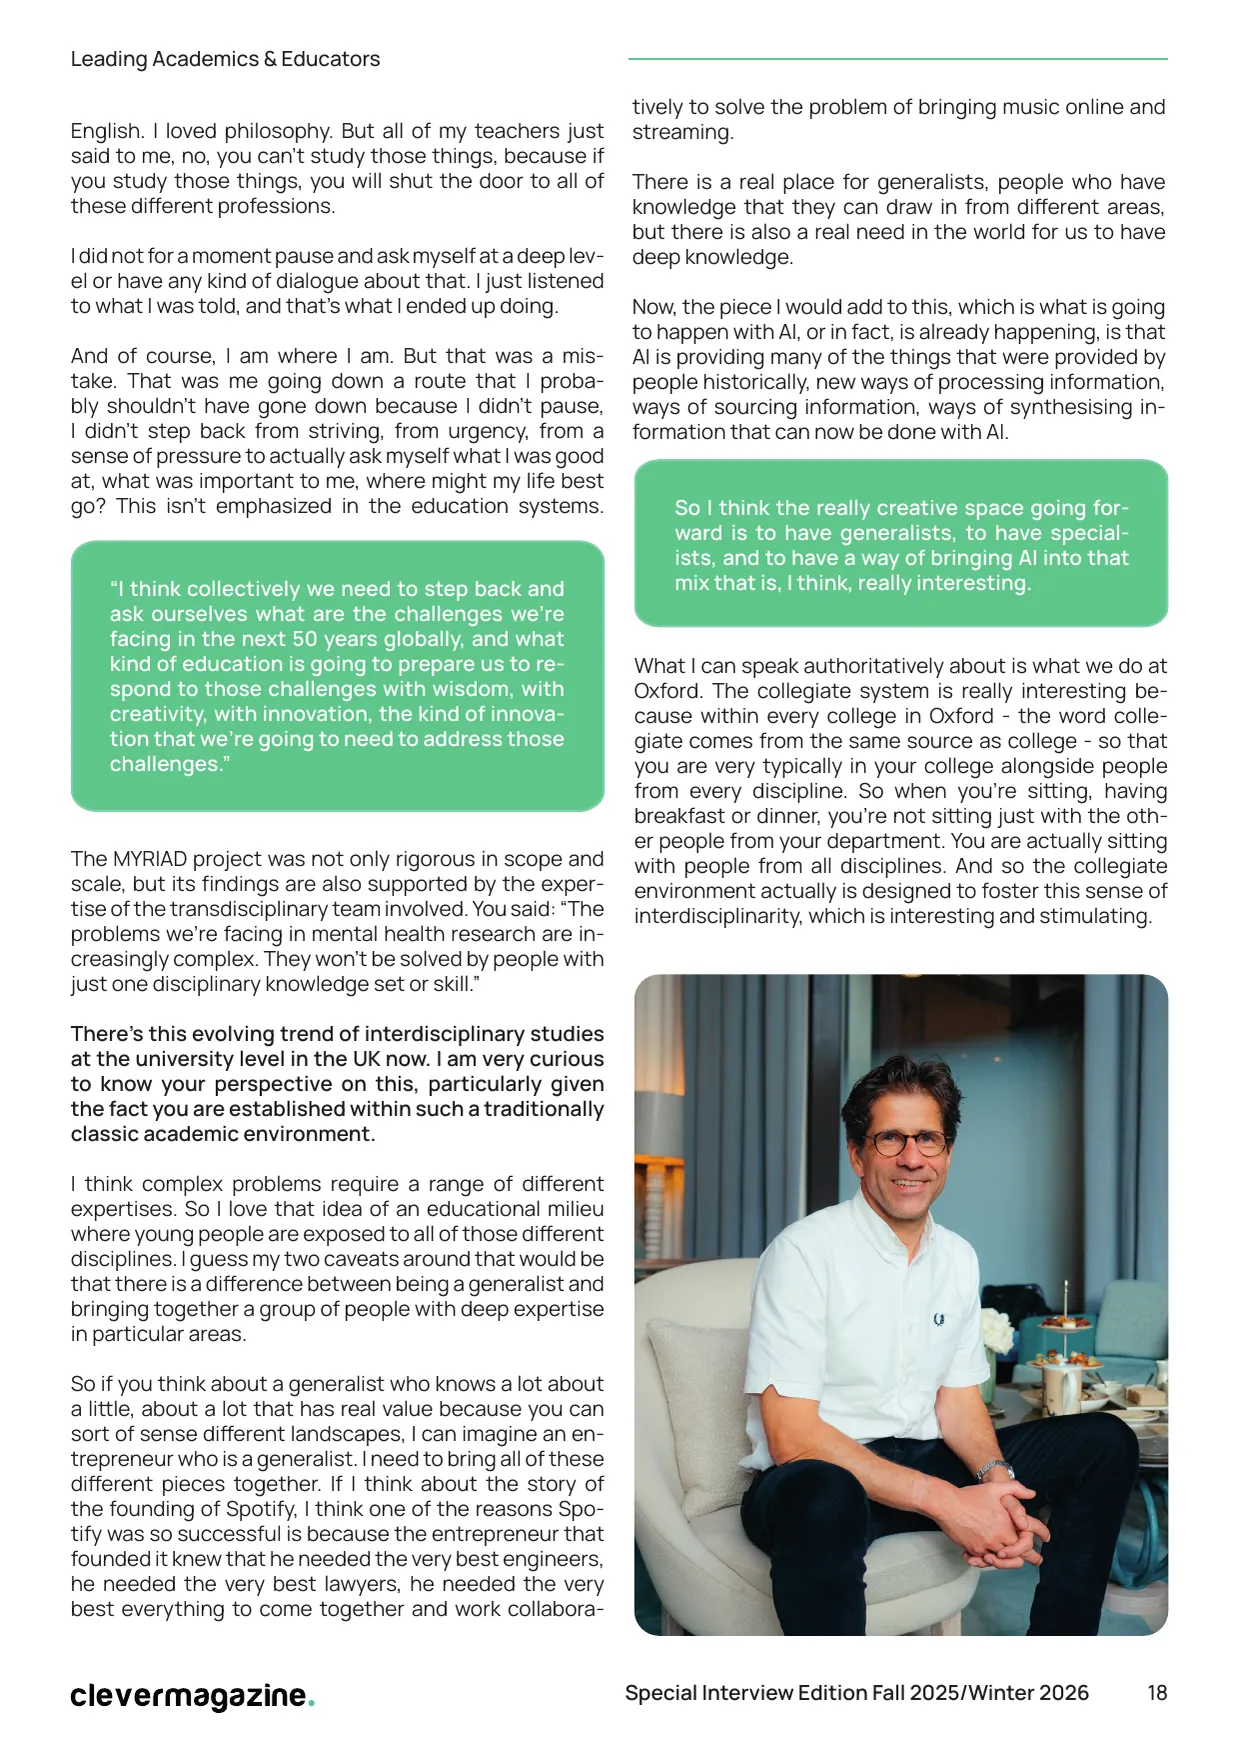 Leading Academics & Educators
English. I loved philosophy. But all of my teachers just
said to me, no, you can't study those things, because if
you study those things, you will shut the door to all of
these different professions.
I did not for a moment pause and ask myself at a deep lev-
el or have any kind of dialogue about that. I just listened
to what I was told, and that's what I ended up doing.
And of course, I am where I am. But that was a mis-
take. That was me going down a route that I proba-
bly shouldn't have gone down because I didn't pause,
I didn't step back from striving, from urgency, from a
sense of pressure to actually ask myself what I was good
at, what was important to me, where might my life best
go? This isn't emphasized in the education systems.
“I think collectively we need to step back and
ask ourselves what are the challenges we're
facing in the next 50 years globally, and what
kind of education is going to prepare us to re-
spond to those challenges with wisdom, with
creativity, with innovation, the kind of innova-
tion that we're going to need to address those
challenges.”
The MYRIAD project was not only rigorous in scope and
scale, but its findings are also supported by the exper-
tise of the transdisciplinary team involved. You said: “The
problems we're facing in mental health research are in-
creasingly complex. They won't be solved by people with
just one disciplinary knowledge set or skill.”
There's this evolving trend of interdisciplinary studies
at the university level in the UK now. I am very curious
to know your perspective on this, particularly given
the fact you are established within such a traditionally
classic academic environment.
I think complex problems require a range of different
expertises. So I love that idea of an educational milieu
where young people are exposed to all of those different
disciplines. I guess my two caveats around that would be
that there is a difference between being a generalist and
bringing together a group of people with deep expertise
in particular areas.
So if you think about a generalist who knows a lot about
a little, about a lot that has real value because you can
sort of sense different landscapes, I can imagine an en-
trepreneur who is a generalist. I need to bring all of these
different pieces together. If I think about the story of
the founding of Spotify, I think one of the reasons Spo-
tify was so successful is because the entrepreneur that
founded it knew that he needed the very best engineers,
he needed the very best lawyers, he needed the very
best everything to come together and work collabora-
tively to solve the problem of bringing music online and
streaming.
There is a real place for generalists, people who have
knowledge that they can draw in from different areas,
but there is also a real need in the world for us to have
deep knowledge.
Now, the piece I would add to this, which is what is going
to happen with AI, or in fact, is already happening, is that
AI is providing many of the things that were provided by
people historically, new ways of processing information,
ways of sourcing information, ways of synthesising in-
formation that can now be done with AI.
So I think the really creative space going for-
ward is to have generalists, to have special-
ists, and to have a way of bringing AI into that
mix that is, I think, really interesting.
What I can speak authoritatively about is what we do at
Oxford. The collegiate system is really interesting be-
cause within every college in Oxford - the word colle-
giate comes from the same source as college - so that
you are very typically in your college alongside people
from every discipline. So when you're sitting, having
breakfast or dinner, you're not sitting just with the oth-
er people from your department. You are actually sitting
with people from all disciplines. And so the collegiate
environment actually is designed to foster this sense of
interdisciplinarity, which is interesting and stimulating.
clevermagazine.
Special Interview Edition Fall 2025/Winter 2026
18